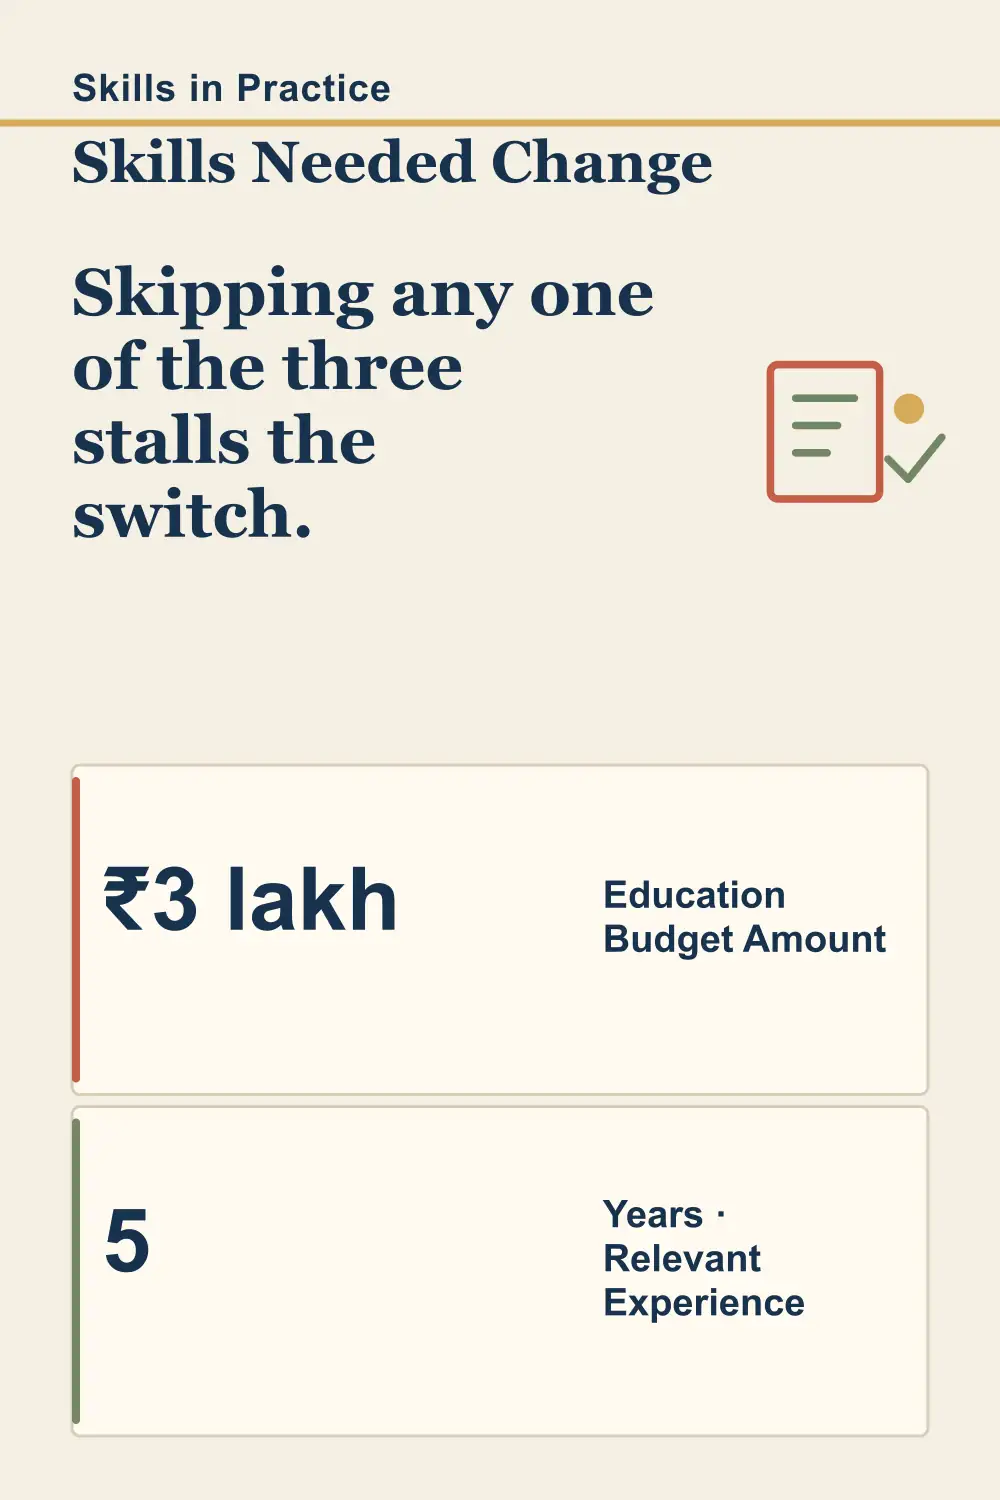 Skills in Practice
Skills Needed Change
Skipping any one
of the three
stalls the
switch.
₹3 lakh
Education
Budget Amount
5
Years ·
Relevant
Experience